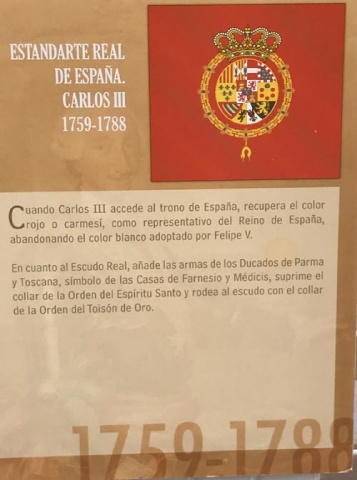 ESTANDARTE REAL
DE ESPAÑA.
CARLOS III
1759-1788
Cuando Carlos III accede al trono de España, recupera el color
rojo o carmesí, como representativo del Reino de España,
abandonando el color blanco adoptado por Felipe V.
En cuanto al Escudo Real, añade las armas de los Ducados de Parma
y Toscana, símbolo de las Casas de Farnesio y Médicis, suprime el
collar de la Orden del Espíritu Santo y rodea al escudo con el collar
de la Orden del Toisón de Oro.
1759-1788